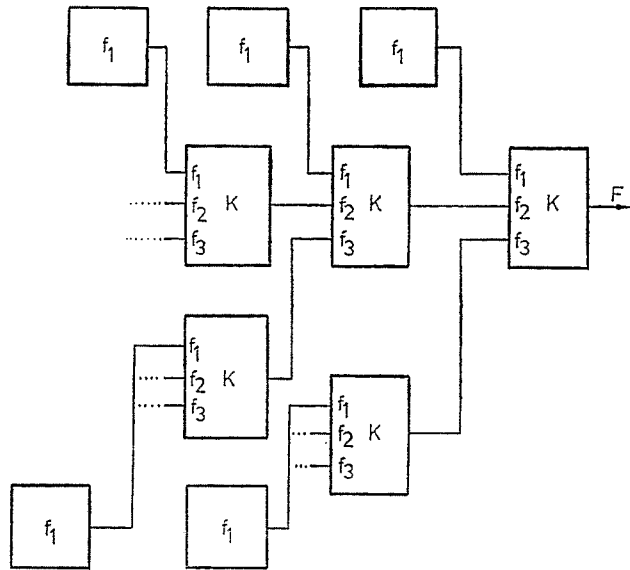 f₁ f₁ f₁
f₁ f₁ f₁
F
f₂ K f₂ K f₂ K
f₃ f₃ f₃
f₁
f₂ K
f₃
f₁
f₂ K
f₃
f₁ f₁